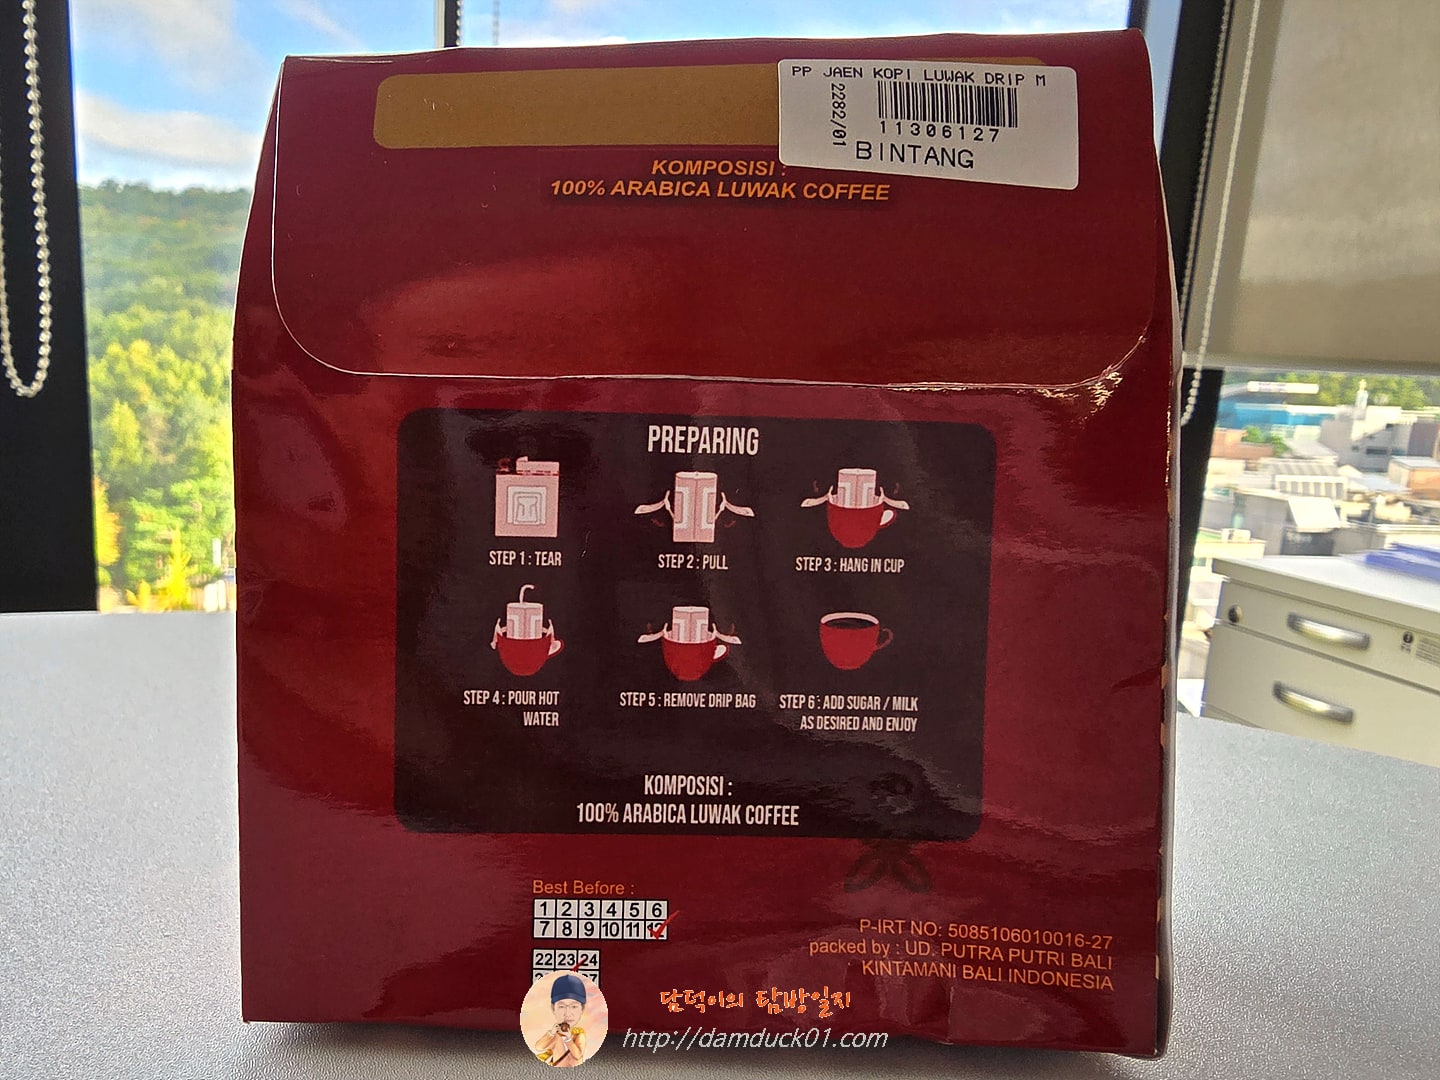 PP JAEN KOPI LUWAK DRIP M
2282/01
11306127
BINTANG
KOMPOSISI :
100% ARABICA LUWAK COFFEE
PREPARING
STEP 1 : TEAR
STEP 2 : PULL
STEP 3 : HANG IN CUP
STEP 4 : POUR HOT
WATER
STEP 5 : REMOVE DRIP BAG
STEP 6 : ADD SUGAR / MILK
AS DESIRED AND ENJOY
KOMPOSISI :
100% ARABICA LUWAK COFFEE
Best Before :
1 2 3 4 5 6
7 8 9 10 11 12
22 23 24
P-IRT NO: 5085106010016-27
packed by : UD. PUTRA PUTRI BALI
KINTAMANI BALI INDONESIA
담덕이의 탐방일지
http://damduck01.com